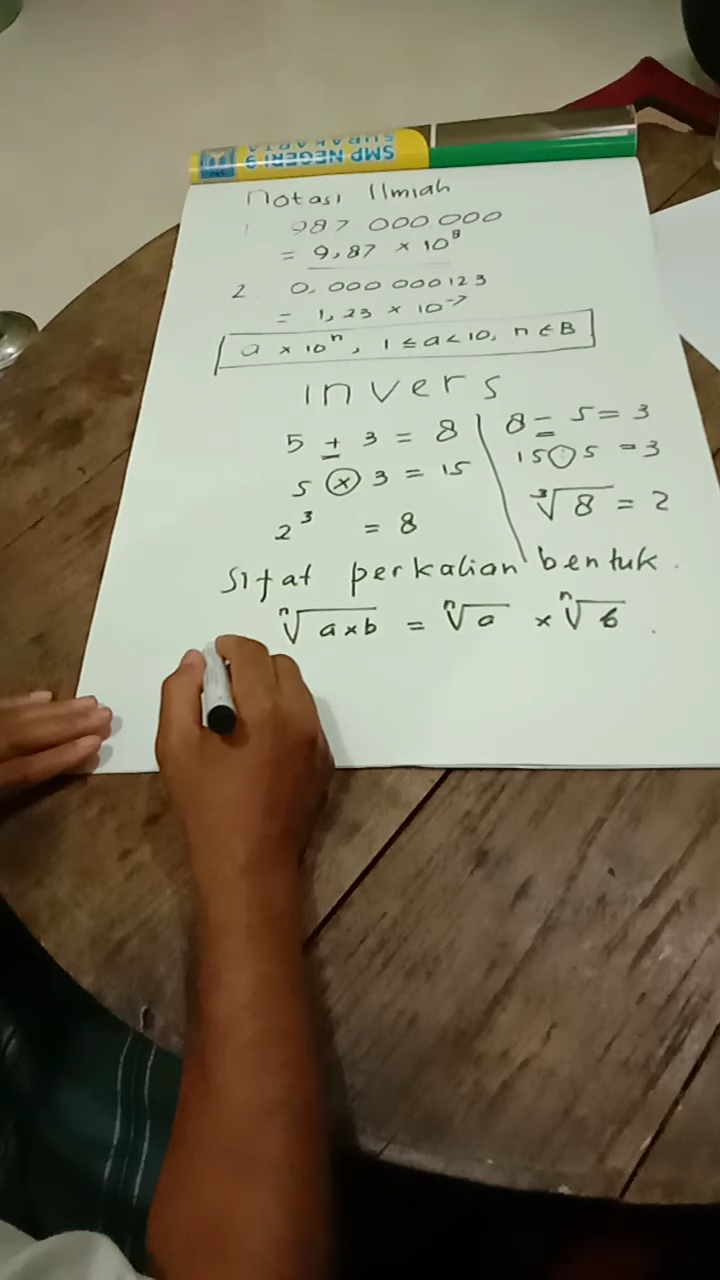 SMP NEGERI 9
SURAKARTA
Notasi Ilmiah
1 987 000 000
= 9,87 × 10⁸
2 0,000 000 123
= 1,23 × 10⁻⁷
a × 10ⁿ, 1 ≤ a < 10, n ∈ B
Invers
5 + 3 = 8 8 - 5 = 3
5 × 3 = 15 15 : 5 = 3
2³ = 8 ³√8 = 2
Sifat perkalian bentuk.
ⁿ√a×b = ⁿ√a × ⁿ√b .